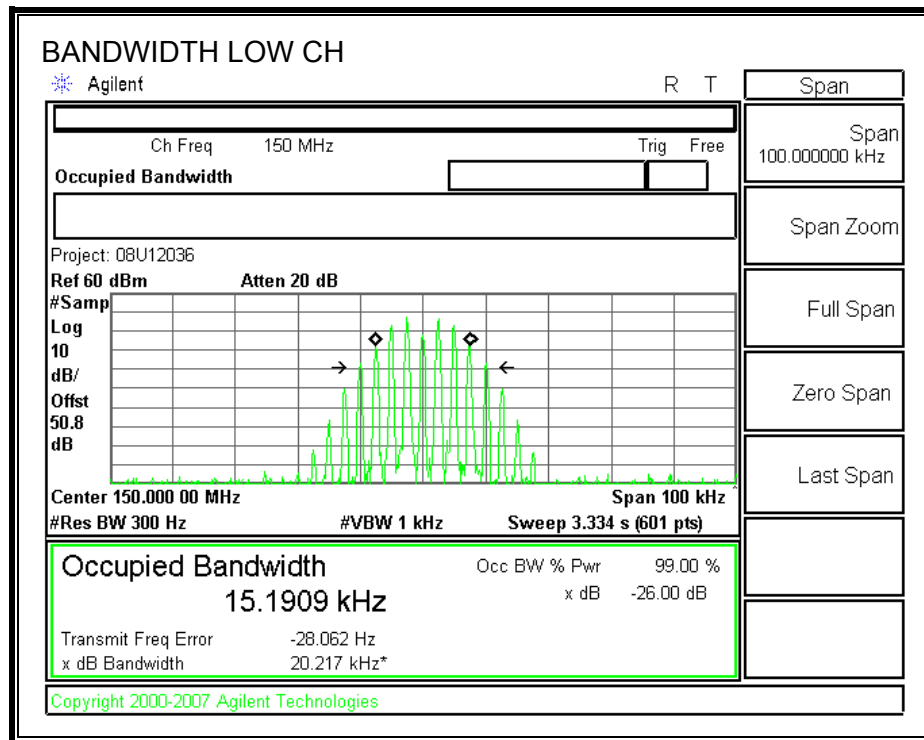 BANDWIDTH LOW CH
Agilent R T
Ch Freq 150 MHz Trig Free
Occupied Bandwidth
Project: 08U12036
Ref 60 dBm Atten 20 dB
#Samp
Log
10
dB/
Offst
50.8
dB
Center 150.000 00 MHz Span 100 kHz
#Res BW 300 Hz #VBW 1 kHz Sweep 3.334 s (601 pts)
Occupied Bandwidth
15.1909 kHz
Occ BW % Pwr 99.00 %
x dB -26.00 dB
Transmit Freq Error -28.062 Hz
x dB Bandwidth 20.217 kHz*
Copyright 2000-2007 Agilent Technologies
Span
Span
100.000000 kHz
Span Zoom
Full Span
Zero Span
Last Span